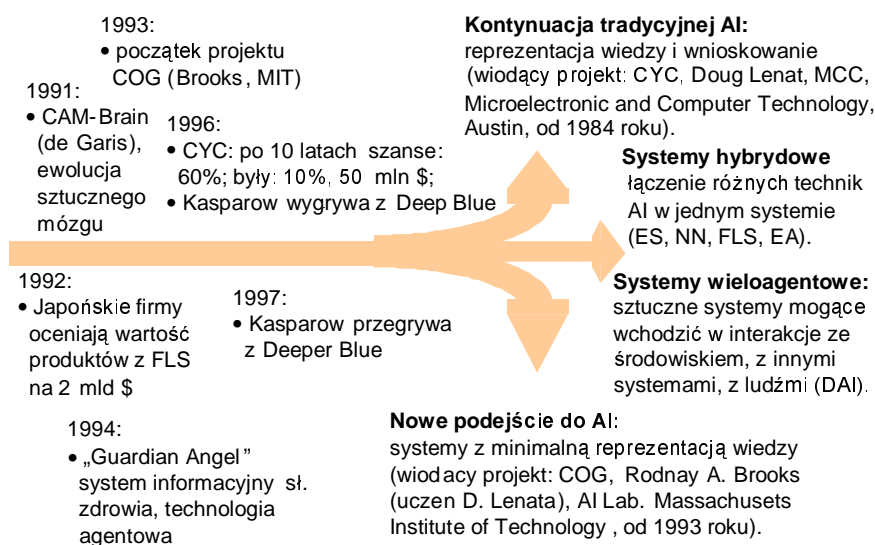 1993:
• początek projektu
COG (Brooks, MIT)
1991:
• CAM-Brain
(de Garis),
ewolucja
sztucznego
mózgu
1996:
• CYC: po 10 latach szanse:
60%; były: 10%, 50 mln $;
• Kasparow wygrywa z Deep Blue
1992:
• Japońskie firmy
oceniają wartość
produktów z FLS
na 2 mld $
1997:
• Kasparow przegrywa
z Deeper Blue
1994:
• „Guardian Angel”
system informacyjny sł.
zdrowia, technologia
agentowa
Kontynuacja tradycyjnej AI:
reprezentacja wiedzy i wnioskowanie
(wiodący projekt: CYC, Doug Lenat, MCC,
Microelectronic and Computer Technology,
Austin, od 1984 roku).
Systemy hybrydowe
łączenie różnych technik
AI w jednym systemie
(ES, NN, FLS, EA).
Systemy wieloagentowe:
sztuczne systemy mogące
wchodzić w interakcje ze
środowiskiem, z innymi
systemami, z ludźmi (DAI).
Nowe podejście do AI:
systemy z minimalną reprezentacją wiedzy
(wiodacy projekt: COG, Rodnay A. Brooks
(uczen D. Lenata), AI Lab. Massachusets
Institute of Technology , od 1993 roku).